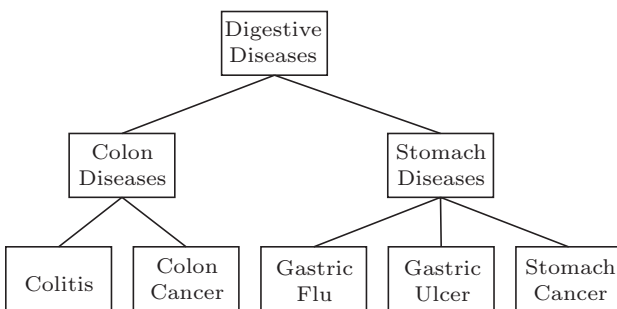 Digestive
Diseases
Colon
Diseases
Stomach
Diseases
Colitis
Colon
Cancer
Gastric
Flu
Gastric
Ulcer
Stomach
Cancer